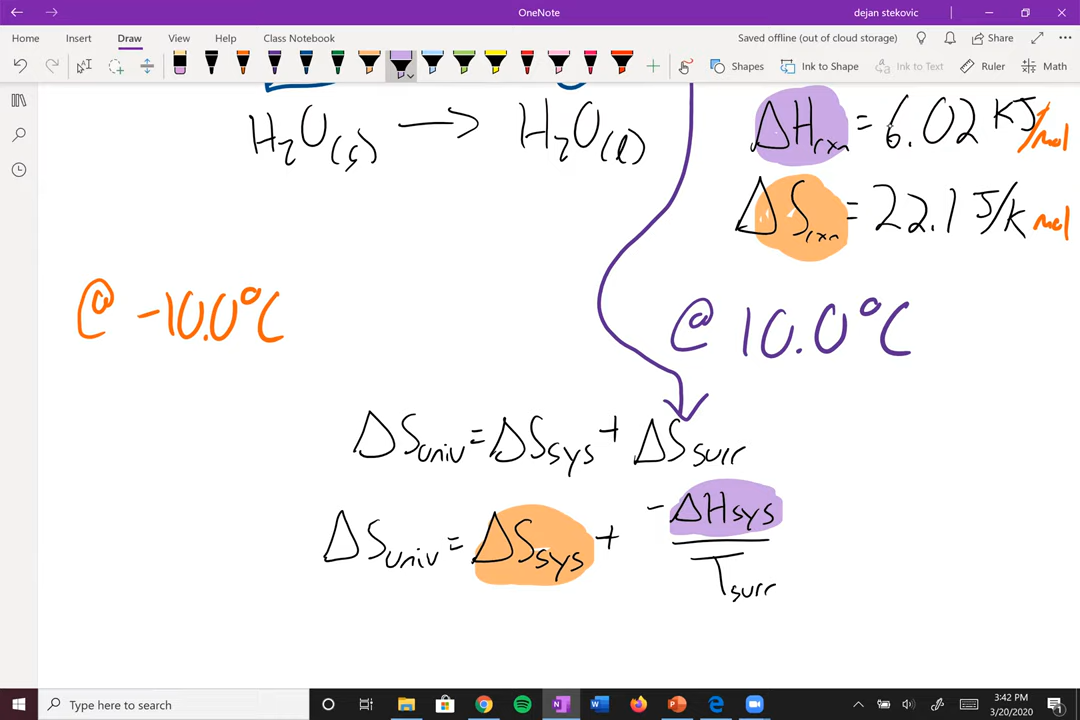 OneNote
dejan stekovic
Home Insert Draw View Help Class Notebook
Saved offline (out of cloud storage) Share
Shapes Ink to Shape Ink to Text Ruler Math
H₂O(s) → H₂O(l)
ΔHrxn = 6.02 KJ/mol
ΔSrxn = 22.1 J/K mol
@ -10.0°C
@ 10.0°C
ΔSuniv = ΔSsys + ΔSsurr
ΔSuniv = ΔSsys + -ΔHsys
Tsurr
Type here to search
3:42 PM
3/20/2020
1